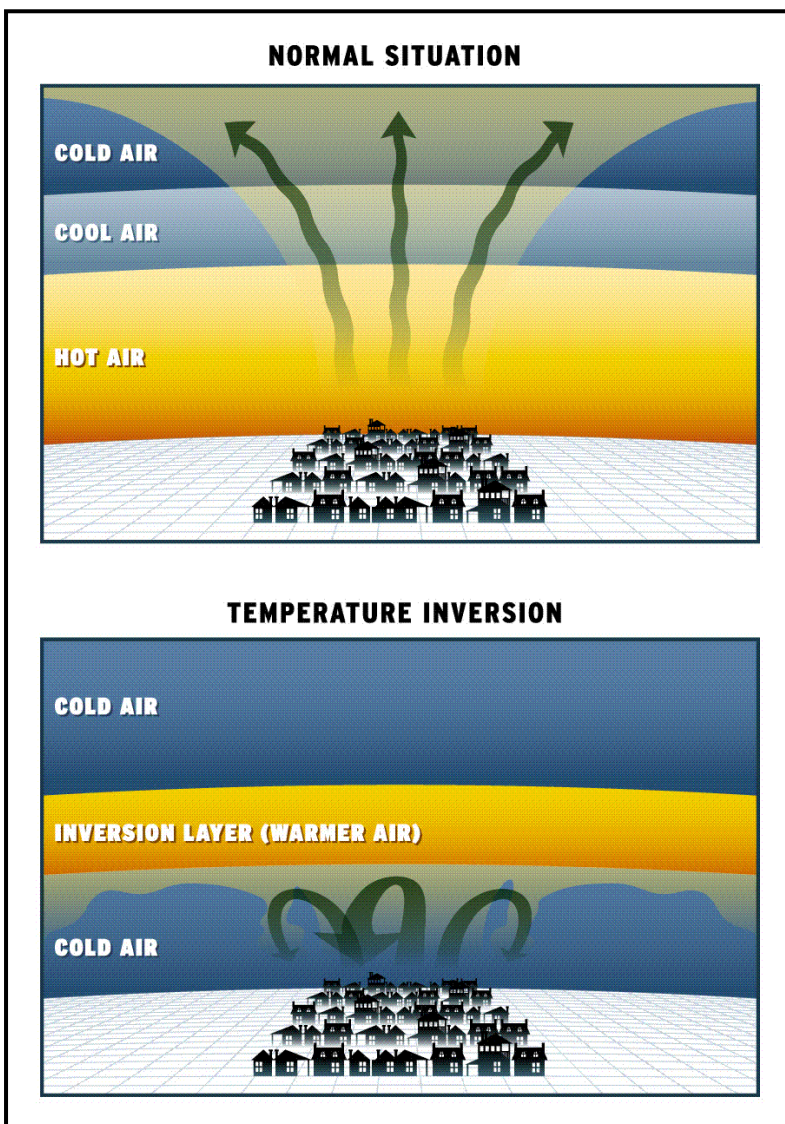 NORMAL SITUATION
COLD AIR
COOL AIR
HOT AIR
TEMPERATURE INVERSION
COLD AIR
INVERSION LAYER (WARMER AIR)
COLD AIR